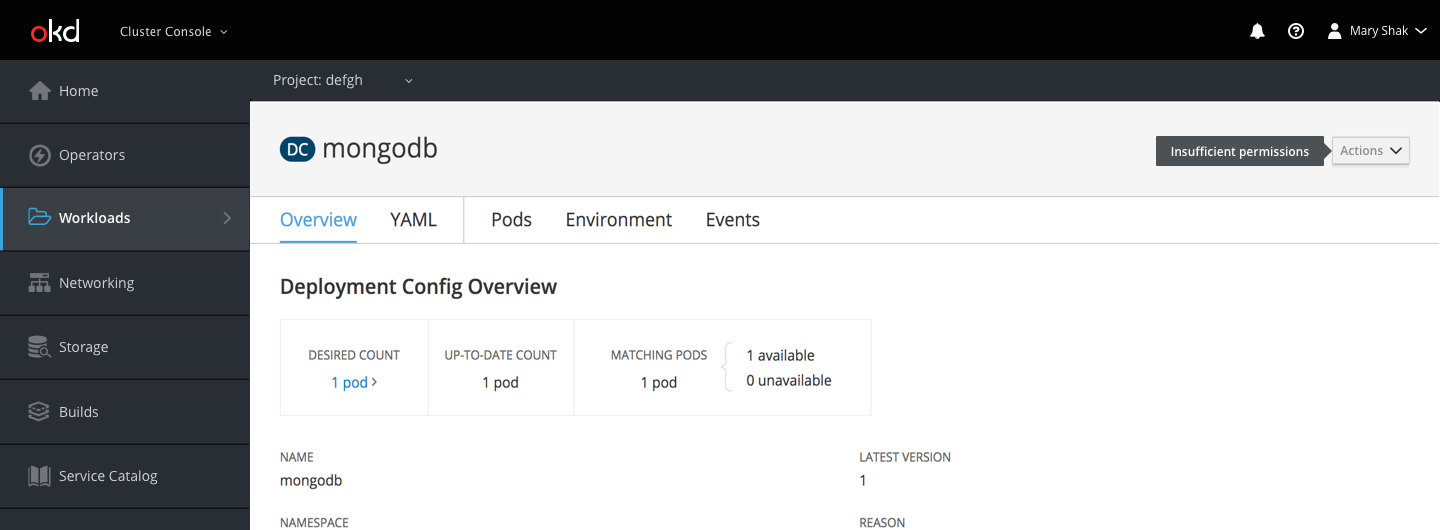 okd Cluster Console Mary Shak
Project: defgh
Home
Operators
Workloads
Networking
Storage
Builds
Service Catalog
DC mongodb
Insufficient permissions Actions
Overview YAML Pods Environment Events
Deployment Config Overview
DESIRED COUNT UP-TO-DATE COUNT MATCHING PODS 1 available
1 pod 1 pod 1 pod 0 unavailable
NAME LATEST VERSION
mongodb 1
NAMESPACE REASON